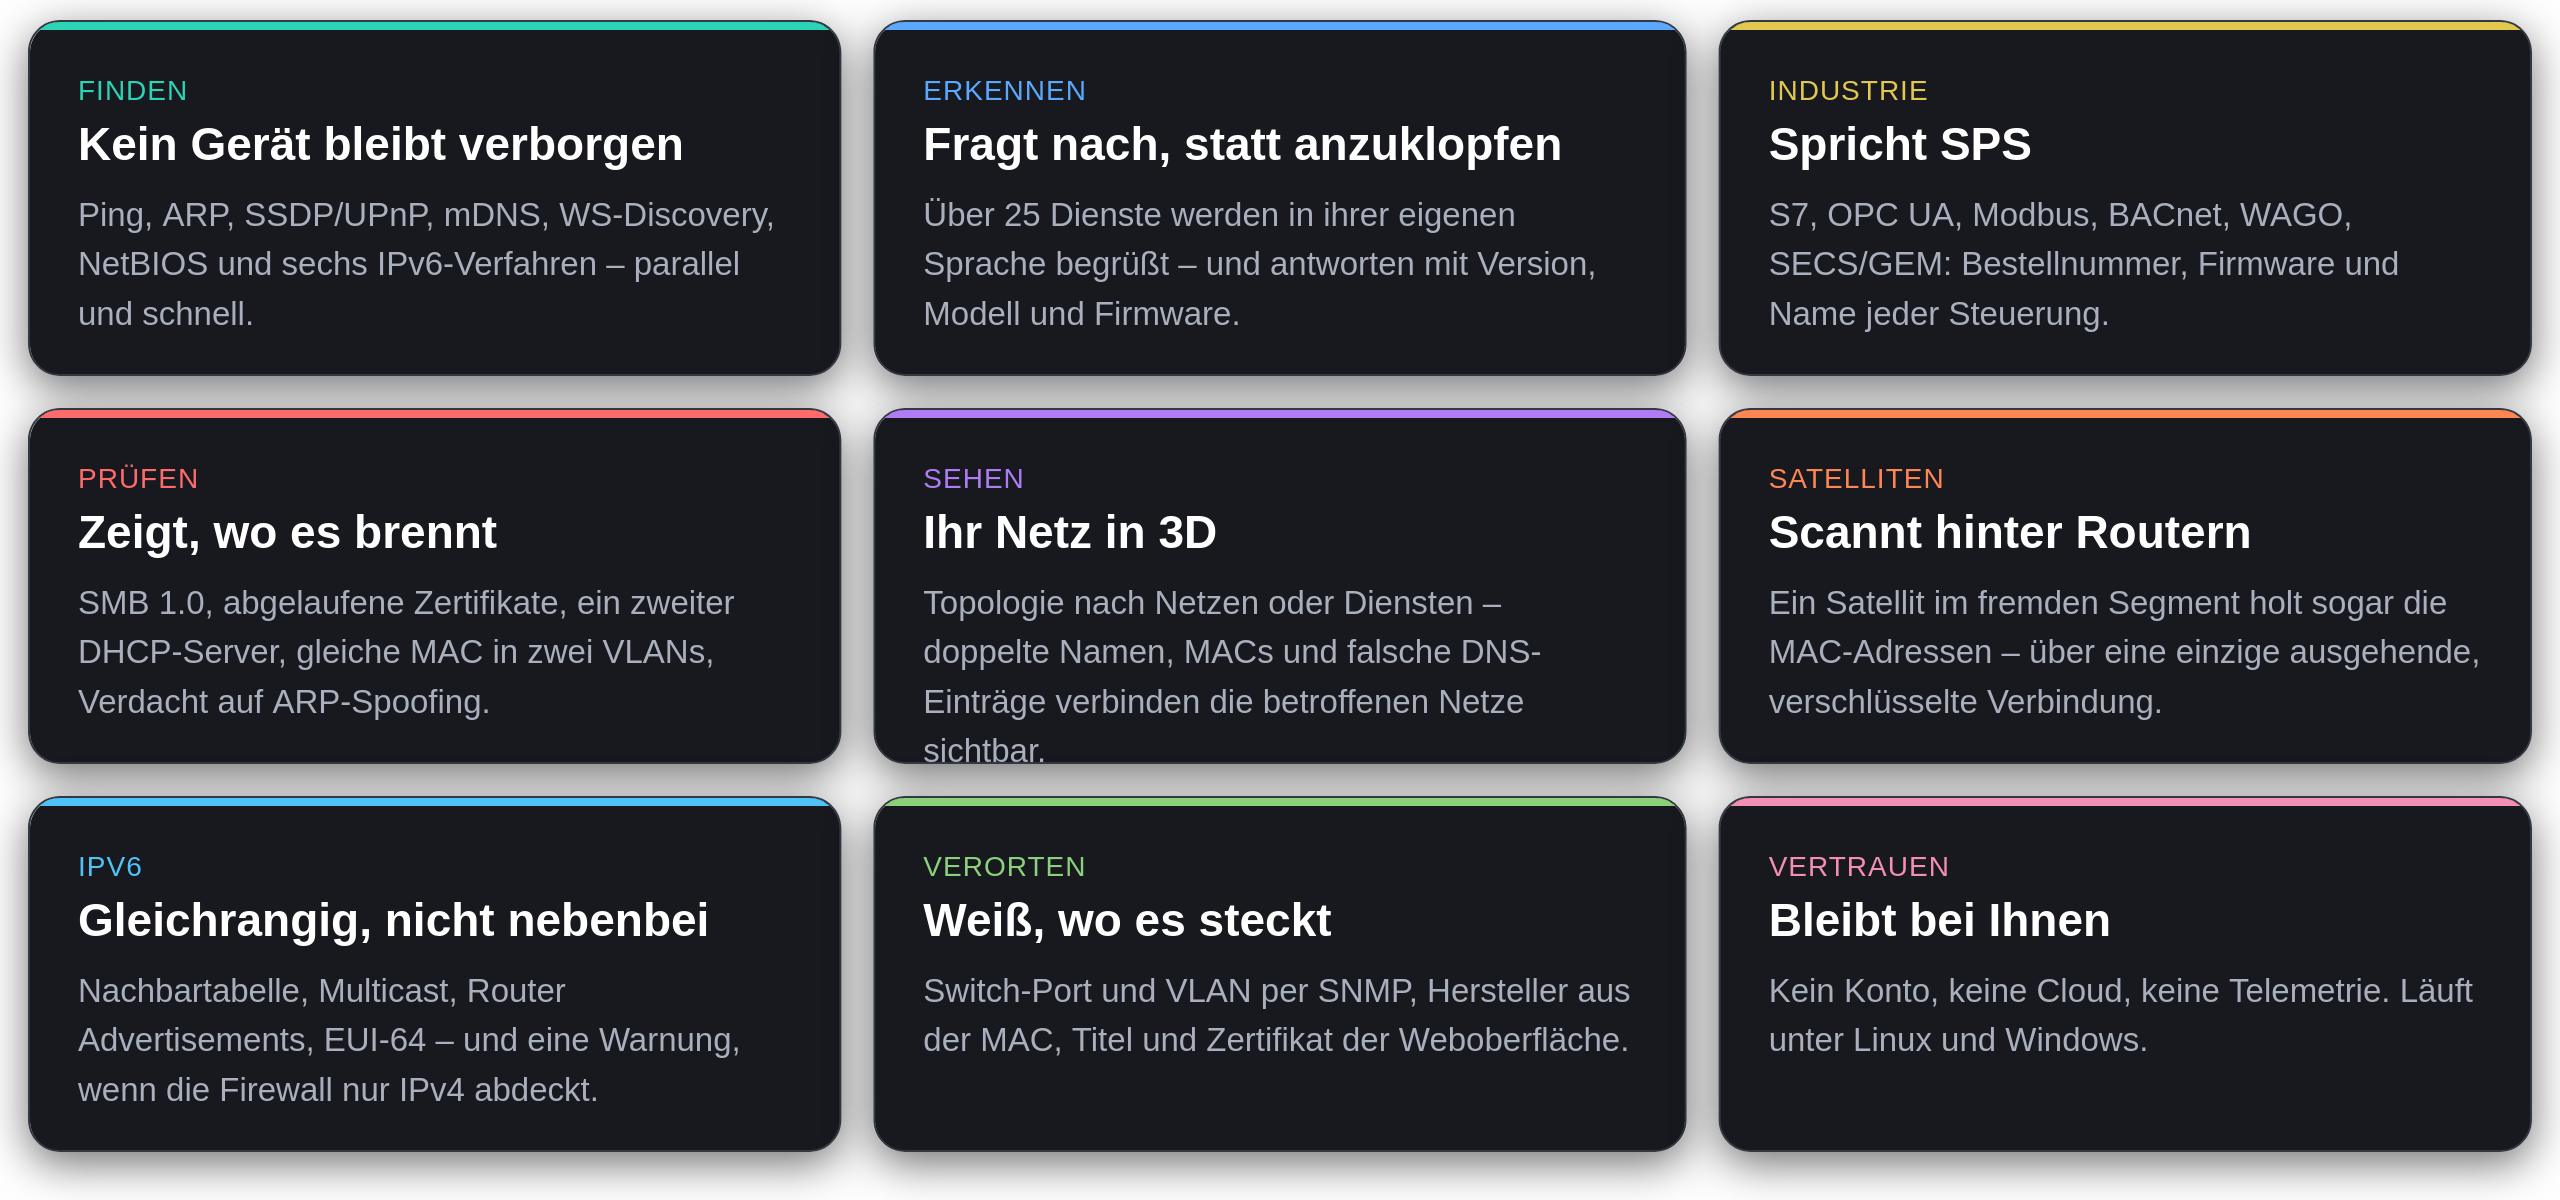 FINDEN
Kein Gerät bleibt verborgen
Ping, ARP, SSDP/UPnP, mDNS, WS-Discovery,
NetBIOS und sechs IPv6-Verfahren – parallel
und schnell.
ERKENNEN
Fragt nach, statt anzuklopfen
Über 25 Dienste werden in ihrer eigenen
Sprache begrüßt – und antworten mit Version,
Modell und Firmware.
INDUSTRIE
Spricht SPS
S7, OPC UA, Modbus, BACnet, WAGO,
SECS/GEM: Bestellnummer, Firmware und
Name jeder Steuerung.
PRÜFEN
Zeigt, wo es brennt
SMB 1.0, abgelaufene Zertifikate, ein zweiter
DHCP-Server, gleiche MAC in zwei VLANs,
Verdacht auf ARP-Spoofing.
SEHEN
Ihr Netz in 3D
Topologie nach Netzen oder Diensten –
doppelte Namen, MACs und falsche DNS-
Einträge verbinden die betroffenen Netze
sichtbar.
SATELLITEN
Scannt hinter Routern
Ein Satellit im fremden Segment holt sogar die
MAC-Adressen – über eine einzige ausgehende,
verschlüsselte Verbindung.
IPV6
Gleichrangig, nicht nebenbei
Nachbartabelle, Multicast, Router
Advertisements, EUI-64 – und eine Warnung,
wenn die Firewall nur IPv4 abdeckt.
VERORTEN
Weiß, wo es steckt
Switch-Port und VLAN per SNMP, Hersteller aus
der MAC, Titel und Zertifikat der Weboberfläche.
VERTRAUEN
Bleibt bei Ihnen
Kein Konto, keine Cloud, keine Telemetrie. Läuft
unter Linux und Windows.